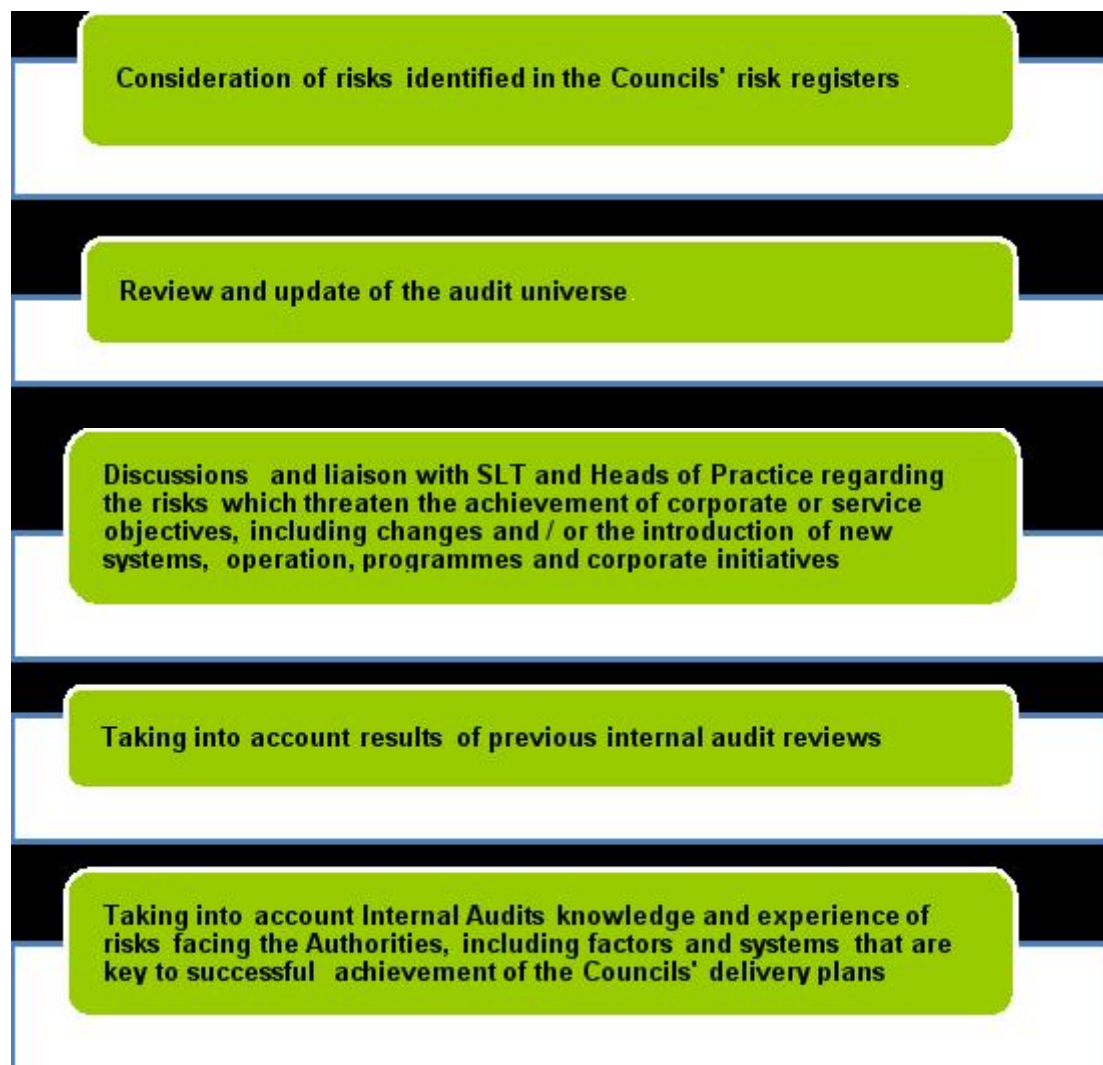 Consideration of risks identified in the Councils' risk registers
Review and update of the audit universe
Discussions and liaison with SLT and Heads of Practice regarding
the risks which threaten the achievement of corporate or service
objectives, including changes and / or the introduction of new
systems, operation, programmes and corporate initiatives
Taking into account results of previous internal audit reviews
Taking into account Internal Audits knowledge and experience of
risks facing the Authorities, including factors and systems that are
key to successful achievement of the Councils' delivery plans